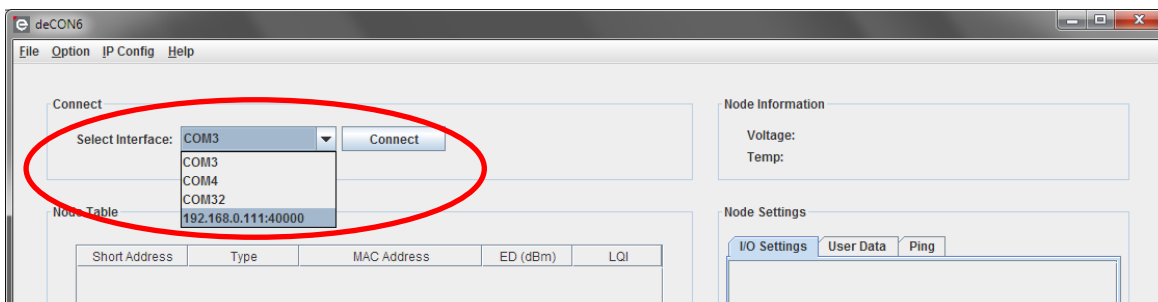 deCON6
File Option IP Config Help
Connect
Select Interface: COM3 Connect
COM3
COM4
COM32
192.168.0.111:40000
Node Table
Short Address Type MAC Address ED (dBm) LQI
Node Information
Voltage:
Temp:
Node Settings
I/O Settings User Data Ping